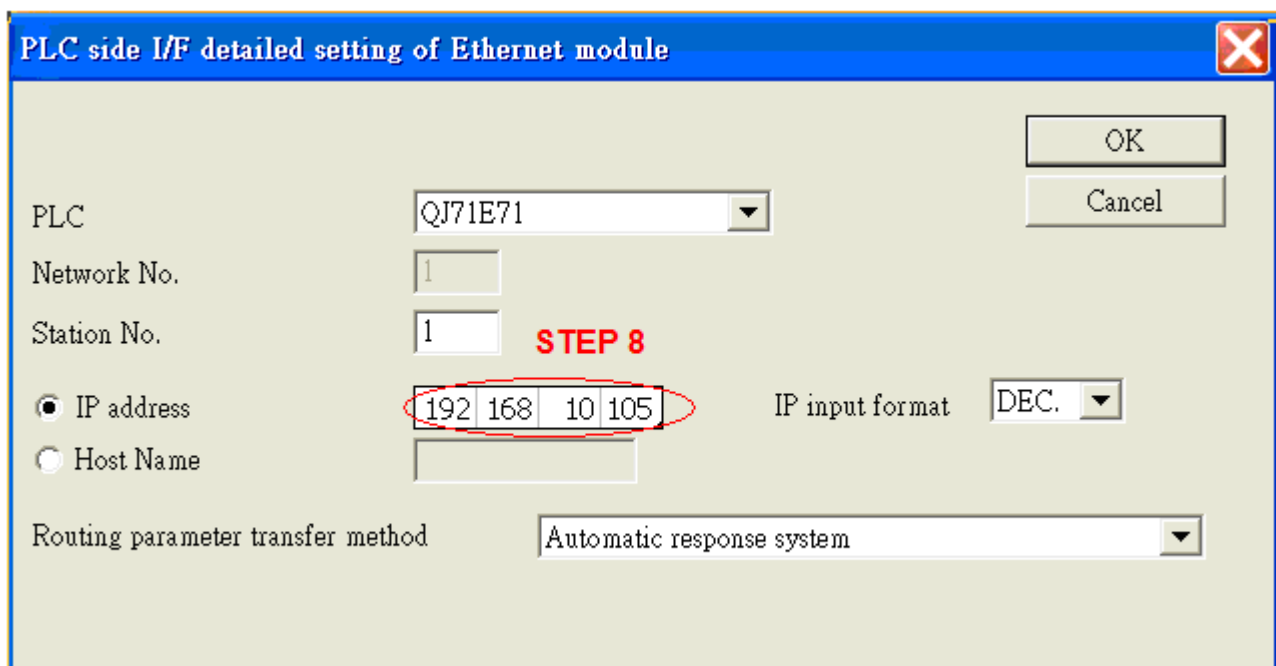 PLC side I/F detailed setting of Ethernet module
OK
Cancel
PLC QJ71E71
Network No. 1
Station No. 1
STEP 8
IP address 192 168 10 105 IP input format DEC.
Host Name
Routing parameter transfer method Automatic response system